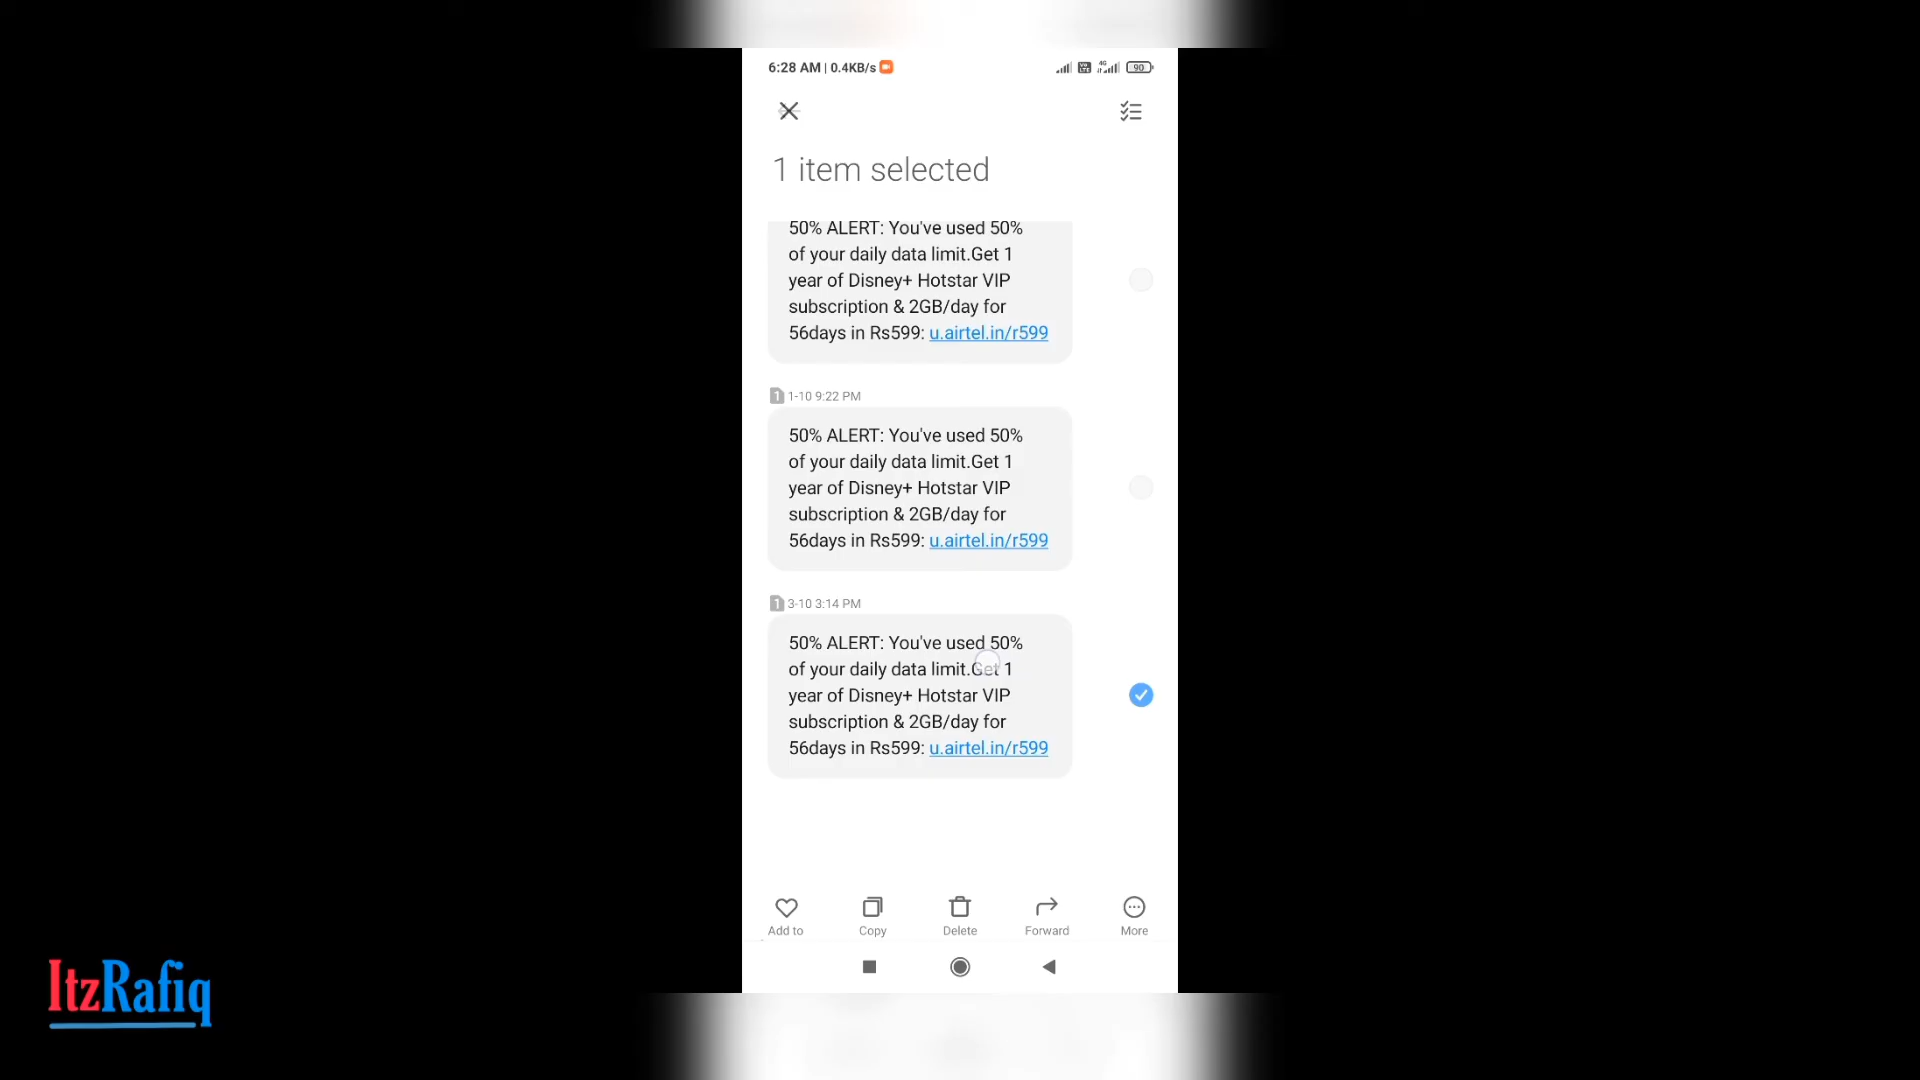 6:28 AM | 0.4KB/s
4G
90
1 item selected
50% ALERT: You've used 50%
of your daily data limit.Get 1
year of Disney+ Hotstar VIP
subscription & 2GB/day for
56days in Rs599: u.airtel.in/r599
1 1-10 9:22 PM
50% ALERT: You've used 50%
of your daily data limit.Get 1
year of Disney+ Hotstar VIP
subscription & 2GB/day for
56days in Rs599: u.airtel.in/r599
1 3-10 3:14 PM
50% ALERT: You've used 50%
of your daily data limit.Get 1
year of Disney+ Hotstar VIP
subscription & 2GB/day for
56days in Rs599: u.airtel.in/r599
Add to Copy Delete Forward More
ItzRafiq